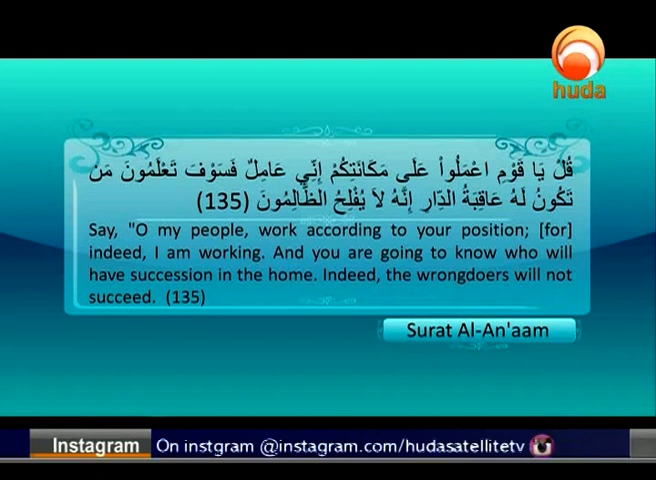 huda
قُلْ يَا قَوْمِ اعْمَلُواْ عَلَى مَكَانَتِكُمْ إِنِّي عَامِلٌ فَسَوْفَ تَعْلَمُونَ مَن
تَكُونُ لَهُ عَاقِبَةُ الدِّارِ إِنَّهُ لاَ يُفْلِحُ الظَّالِمُونَ (135)
Say, "O my people, work according to your position; [for]
indeed, I am working. And you are going to know who will
have succession in the home. Indeed, the wrongdoers will not
succeed. (135)
Surat Al-An'aam
Instagram On instgram @instagram.com/hudasatellitetv